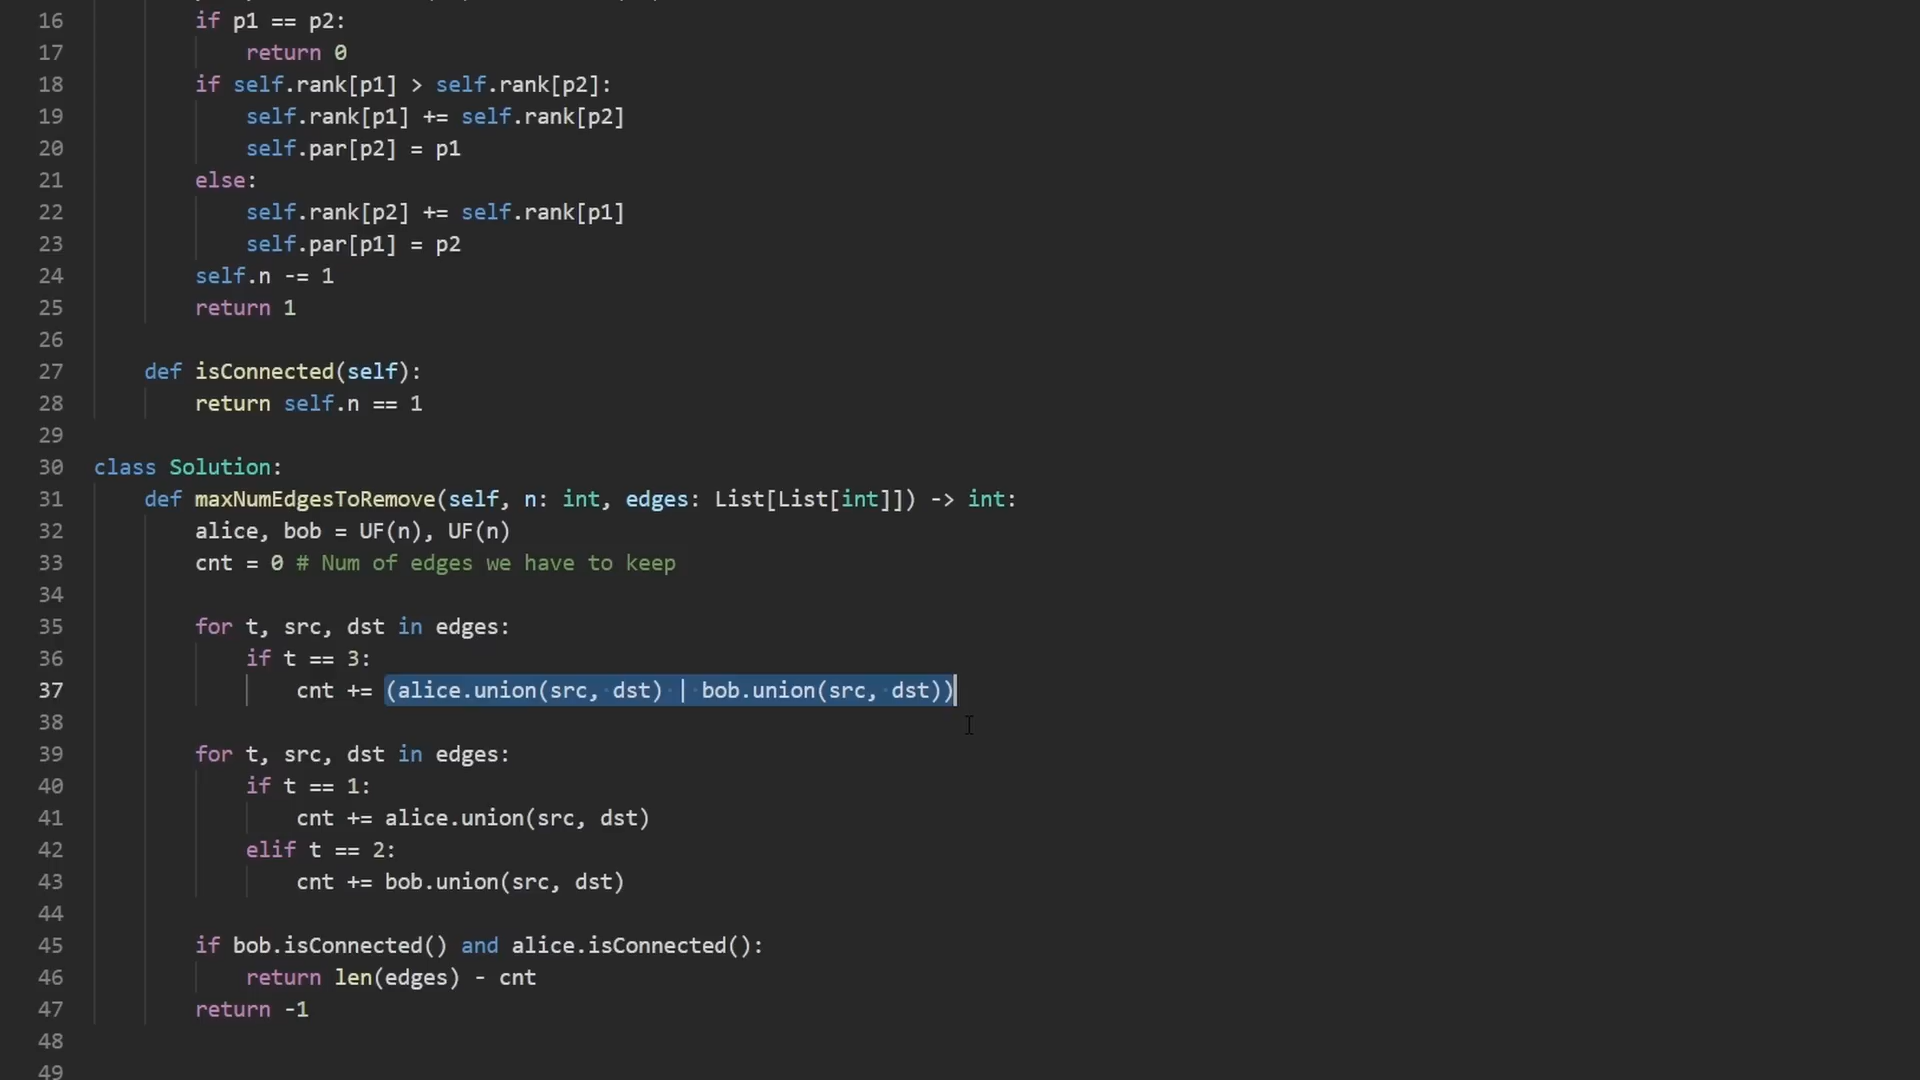 16 if p1 == p2:
17 return 0
18 if self.rank[p1] > self.rank[p2]:
19 self.rank[p1] += self.rank[p2]
20 self.par[p2] = p1
21 else:
22 self.rank[p2] += self.rank[p1]
23 self.par[p1] = p2
24 self.n -= 1
25 return 1
26
27 def isConnected(self):
28 return self.n == 1
29
30 class Solution:
31 def maxNumEdgesToRemove(self, n: int, edges: List[List[int]]) -> int:
32 alice, bob = UF(n), UF(n)
33 cnt = 0 # Num of edges we have to keep
34
35 for t, src, dst in edges:
36 if t == 3:
37 cnt += (alice.union(src, dst) | bob.union(src, dst))
38
39 for t, src, dst in edges:
40 if t == 1:
41 cnt += alice.union(src, dst)
42 elif t == 2:
43 cnt += bob.union(src, dst)
44
45 if bob.isConnected() and alice.isConnected():
46 return len(edges) - cnt
47 return -1
48
49